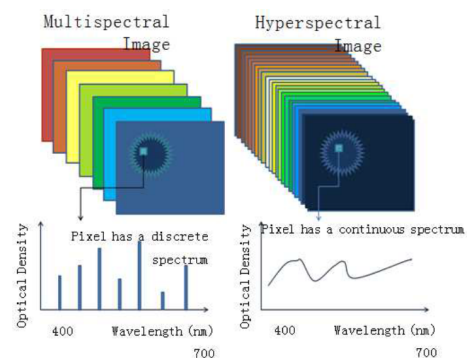 Multispectral
Image
Hyperspectral
Image
Pixel has a discrete
spectrum
Optical Density
400 Wavelength (nm)
700
Pixel has a continuous spectrum
Optical Density
400 Wavelength (nm)
700